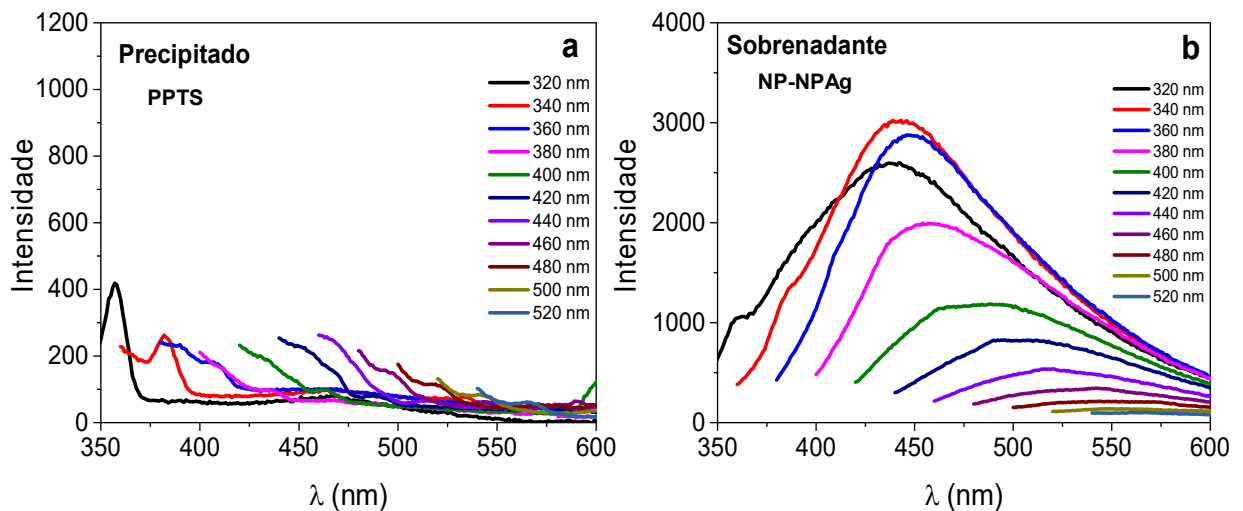 1200
1000
800
600
400
200
0
Intensidade
Precipitado
PPTS
a
320 nm
340 nm
360 nm
380 nm
400 nm
420 nm
440 nm
460 nm
480 nm
500 nm
520 nm
350 400 450 500 550 600
λ (nm)
4000
3000
2000
1000
0
Intensidade
Sobrenadante
NP-NPAg
b
320 nm
340 nm
360 nm
380 nm
400 nm
420 nm
440 nm
460 nm
480 nm
500 nm
520 nm
350 400 450 500 550 600
λ (nm)